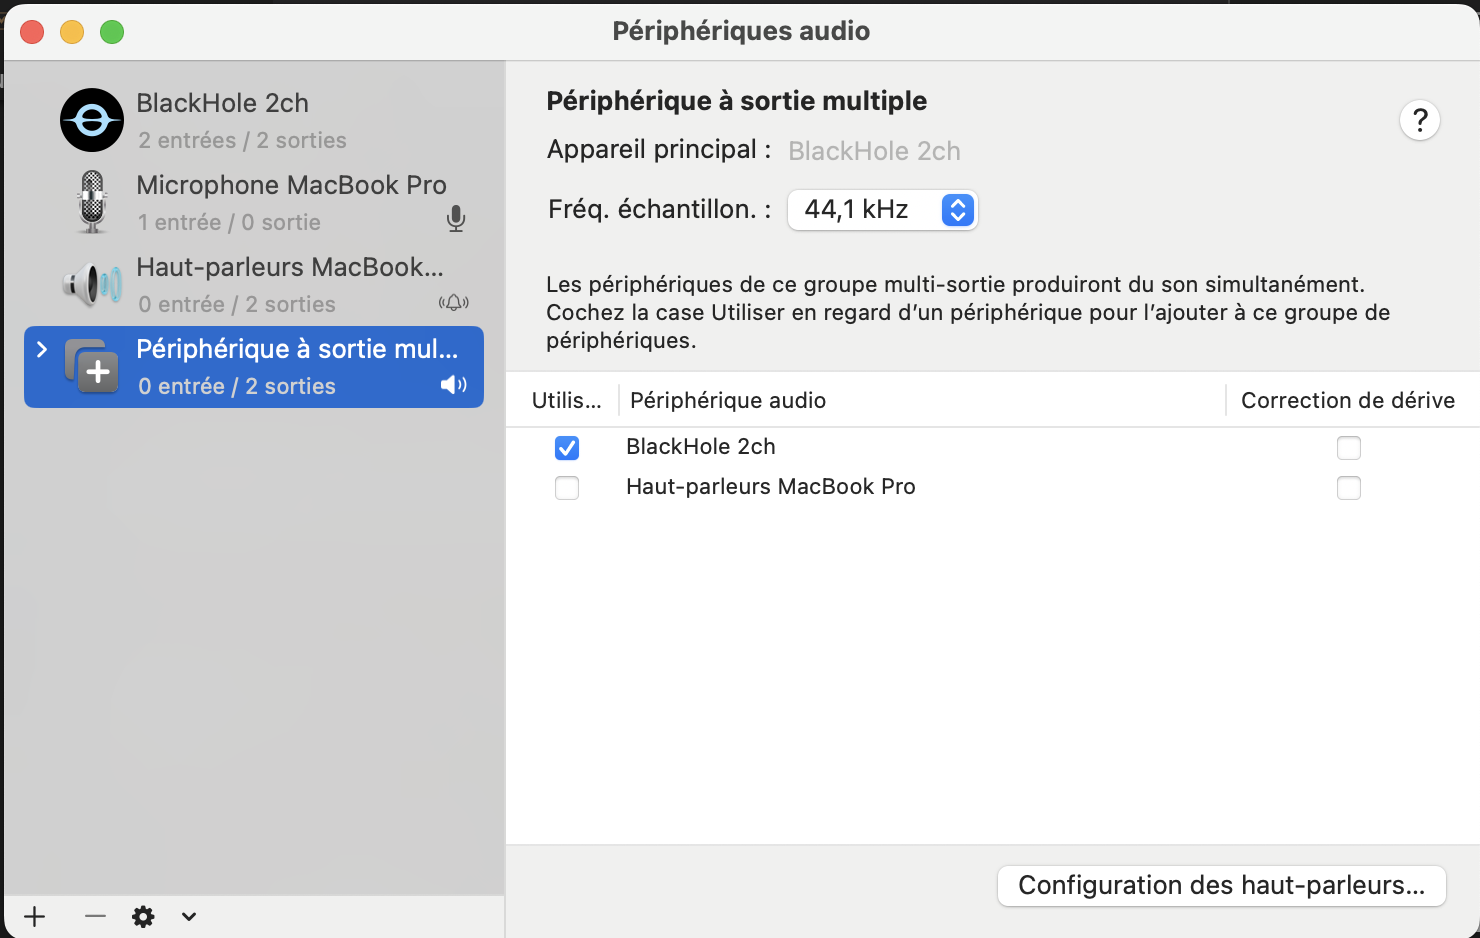 Périphériques audio
BlackHole 2ch
2 entrées / 2 sorties
Microphone MacBook Pro
1 entrée / 0 sortie
Haut-parleurs MacBook...
0 entrée / 2 sorties
Périphérique à sortie mul...
0 entrée / 2 sorties
Périphérique à sortie multiple
?
Appareil principal : BlackHole 2ch
Fréq. échantillon. : 44,1 kHz
Les périphériques de ce groupe multi-sortie produiront du son simultanément.
Cochez la case Utiliser en regard d’un périphérique pour l’ajouter à ce groupe de
périphériques.
Utilis... Périphérique audio Correction de dérive
BlackHole 2ch
Haut-parleurs MacBook Pro
Configuration des haut-parleurs...